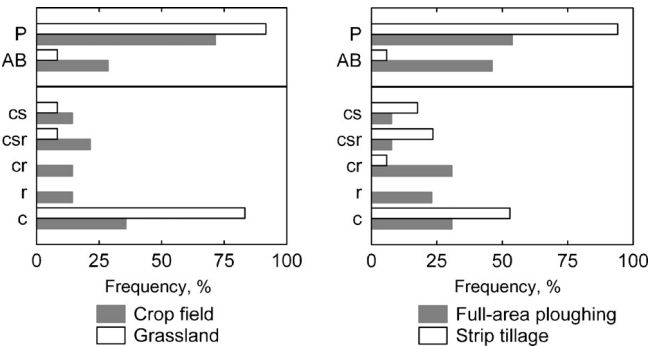 P
AB
cs
csr
cr
r
c
0 25 50 75 100
Frequency, %
Crop field
Grassland
P
AB
cs
csr
cr
r
c
0 25 50 75 100
Frequency, %
Full-area ploughing
Strip tillage